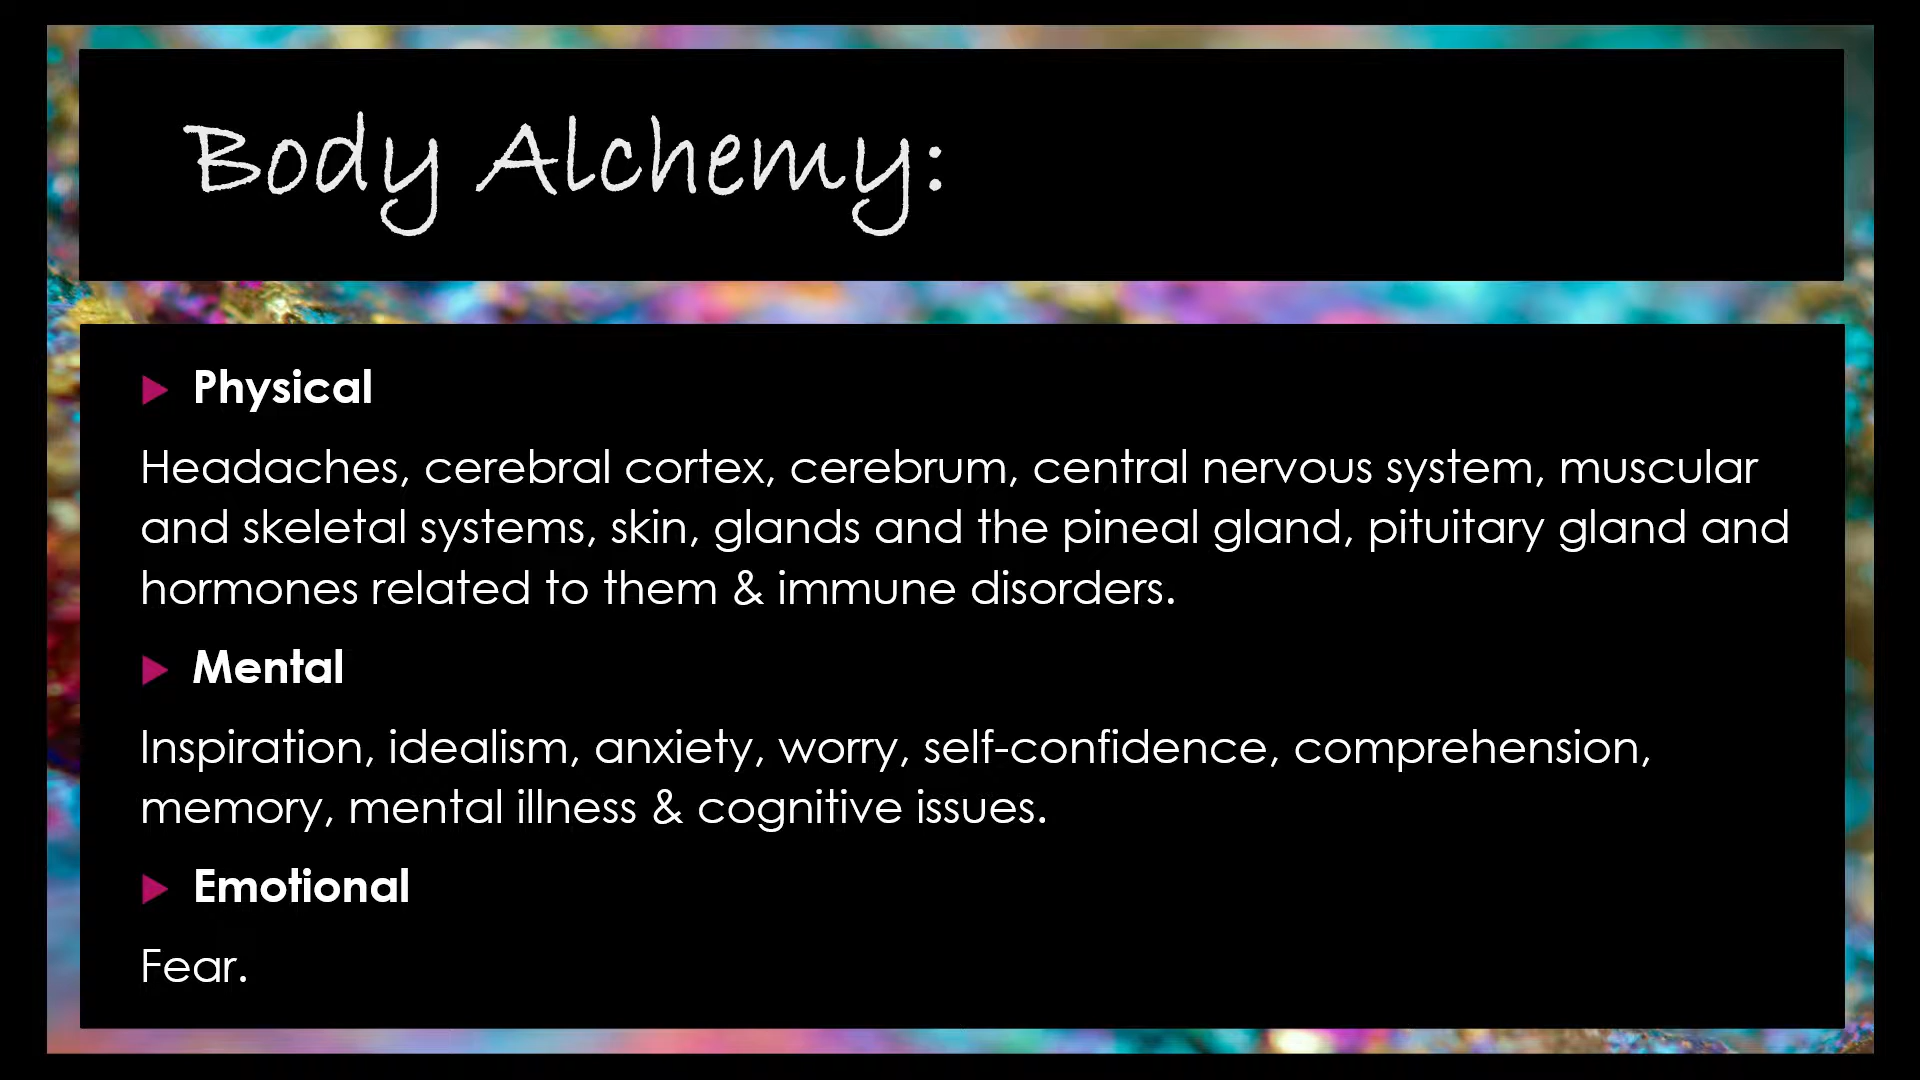 Body Alchemy:
Physical
Headaches, cerebral cortex, cerebrum, central nervous system, muscular
and skeletal systems, skin, glands and the pineal gland, pituitary gland and
hormones related to them & immune disorders.
Mental
Inspiration, idealism, anxiety, worry, self-confidence, comprehension,
memory, mental illness & cognitive issues.
Emotional
Fear.